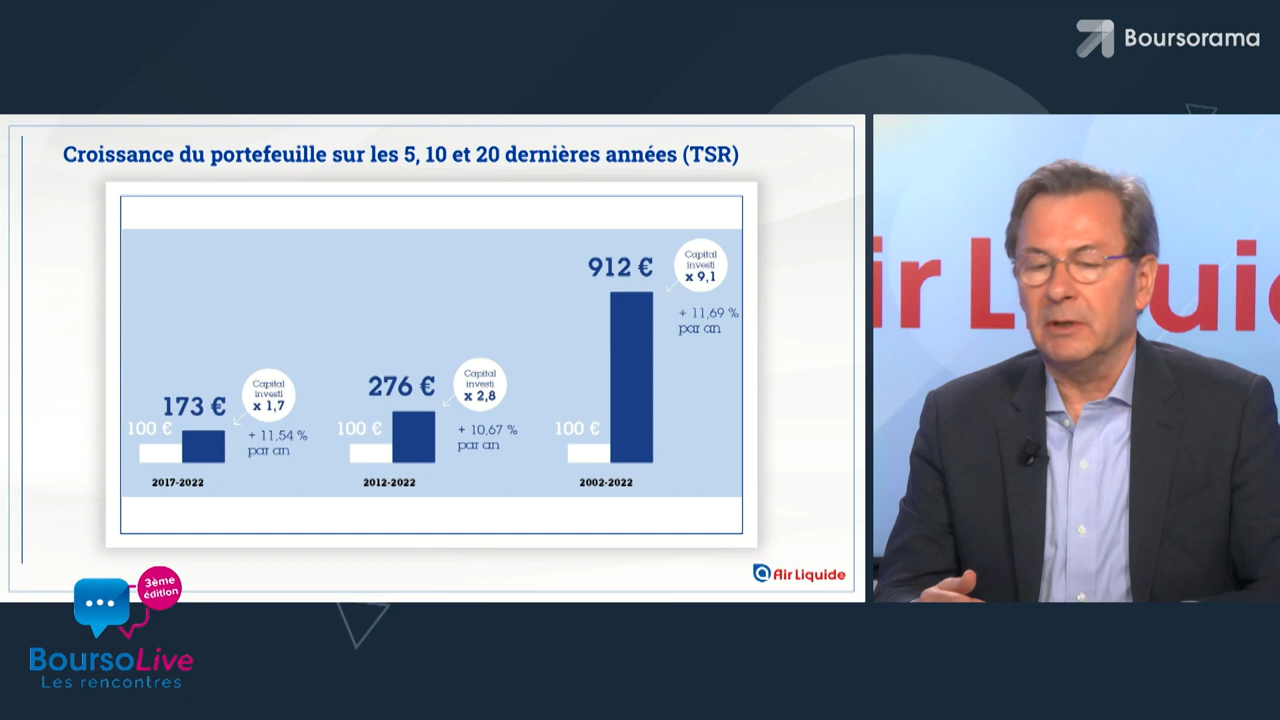 Boursorama
Croissance du portefeuille sur les 5, 10 et 20 dernières années (TSR)
912 €
Capital
investi
x 9,1
+ 11,69 %
par an
276 €
Capital
investi
x 2,8
173 €
Capital
investi
x 1,7
100 €
+ 11,54 %
par an
100 €
+ 10,67 %
par an
100 €
2017-2022
2012-2022
2002-2022
Air Liquide
ir L
uid
3ème
édition
BoursoLive
Les rencontres